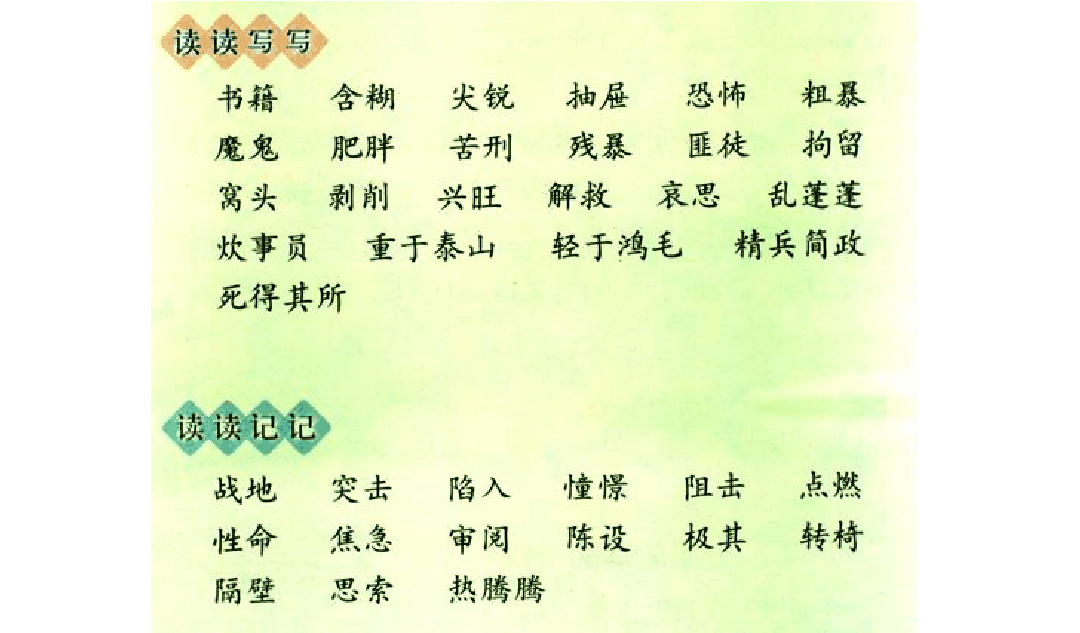 读读写写
书籍 含糊 尖锐 抽屉 恐怖 粗暴
魔鬼 肥胖 苦刑 残暴 匪徒 拘留
窝头 剥削 兴旺 解救 哀思 乱蓬蓬
炊事员 重于泰山 轻于鸿毛 精兵简政
死得其所
读读记记
战地 突击 陷入 憧憬 阻击 点燃
性命 焦急 审阅 陈设 极其 转椅
隔壁 思索 热腾腾